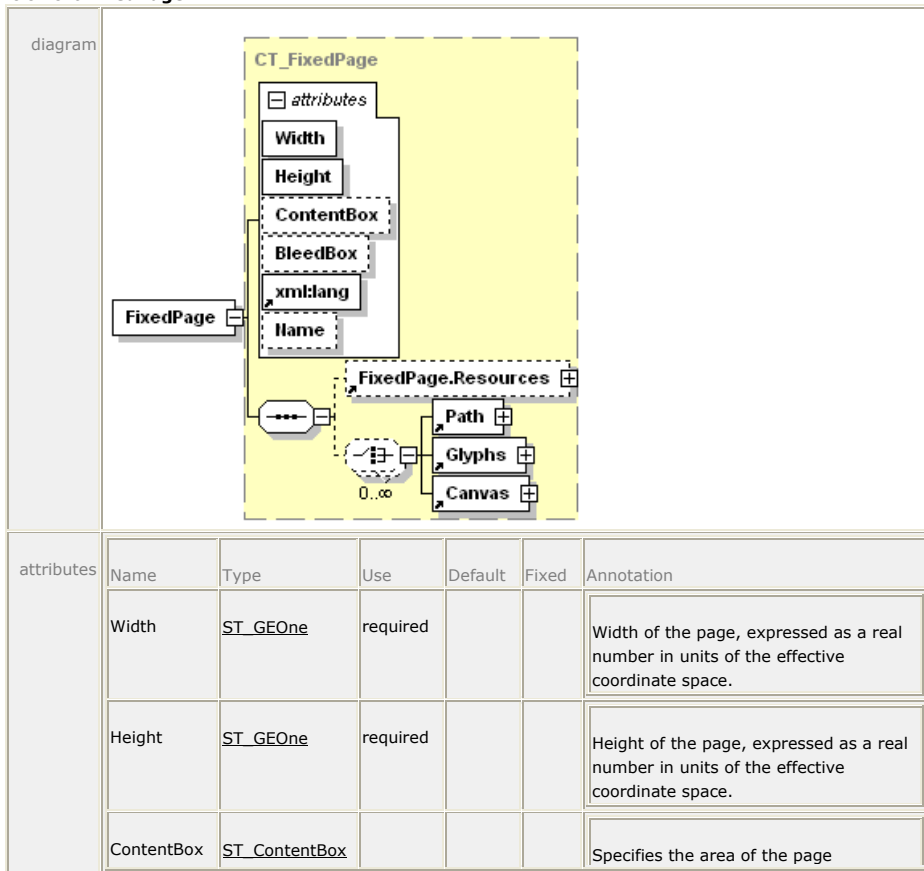 diagram
CT_FixedPage
attributes
Width
Height
ContentBox
BleedBox
xml:lang
Name
FixedPage
FixedPage.Resources
Path
Glyphs
Canvas
0..∞
attributes
Name Type Use Default Fixed Annotation
Width ST_GEOne required
Width of the page, expressed as a real
number in units of the effective
coordinate space.
Height ST_GEOne required
Height of the page, expressed as a real
number in units of the effective
coordinate space.
ContentBox ST_ContentBox
Specifies the area of the page